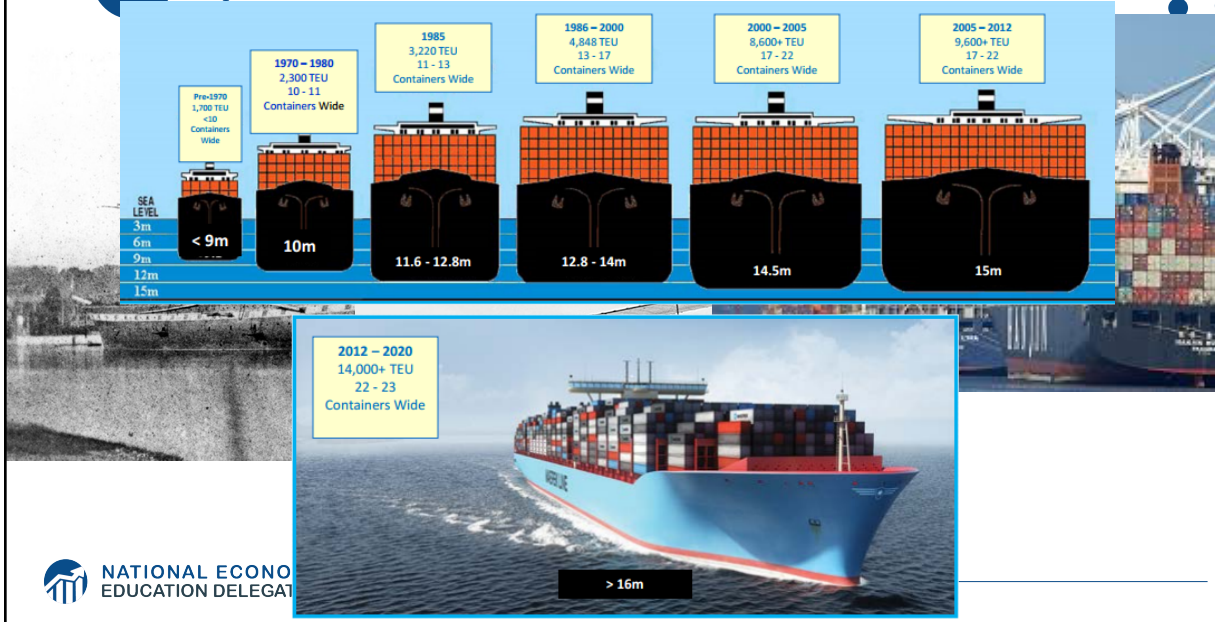 Pre-1970
1,700 TEU
<10
Containers
Wide
1970 – 1980
2,300 TEU
10 - 11
Containers Wide
1985
3,220 TEU
11 - 13
Containers Wide
1986 – 2000
4,848 TEU
13 - 17
Containers Wide
2000 – 2005
8,600+ TEU
17 - 22
Containers Wide
2005 – 2012
9,600+ TEU
17 - 22
Containers Wide
SEA
LEVEL
3m
6m
9m
12m
15m
< 9m
10m
11.6 - 12.8m
12.8 - 14m
14.5m
15m
2012 – 2020
14,000+ TEU
22 - 23
Containers Wide
MAERSK LINE
> 16m
NATIONAL ECONO
EDUCATION DELEGAT